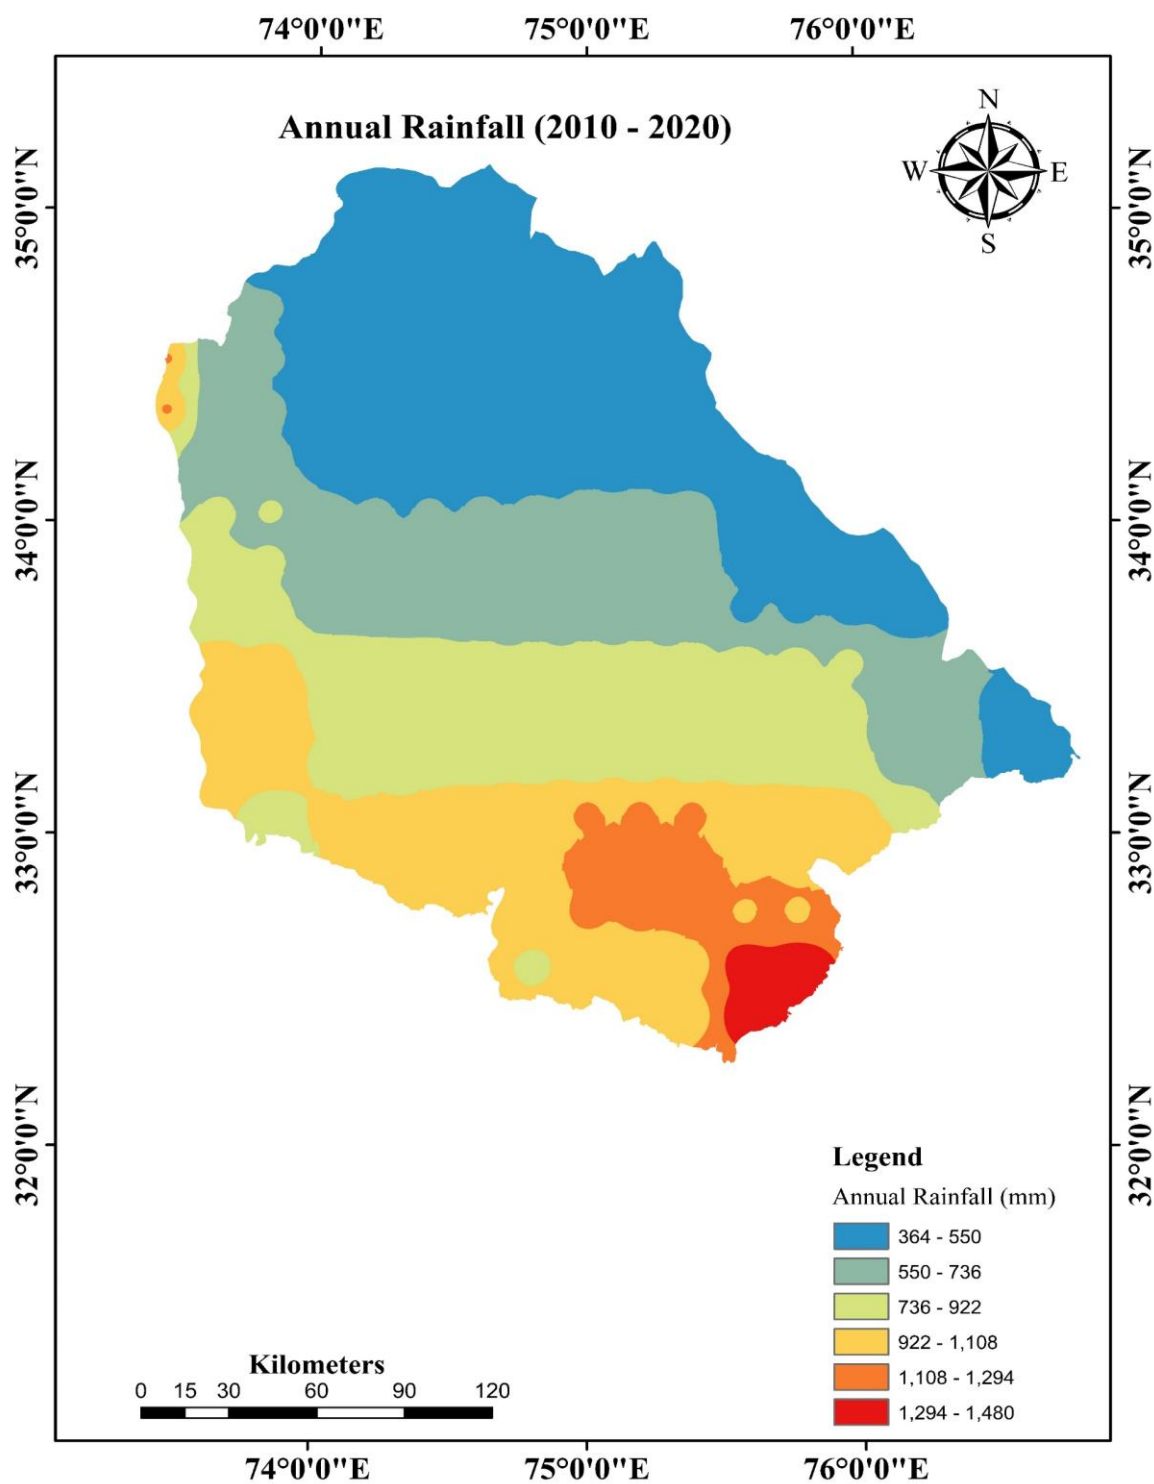 74°0'0"E 75°0'0"E 76°0'0"E
Annual Rainfall (2010 - 2020)
N
W E
S
35°0'0"N 35°0'0"N
34°0'0"N 34°0'0"N
33°0'0"N 33°0'0"N
32°0'0"N 32°0'0"N
Legend
Annual Rainfall (mm)
364 - 550
550 - 736
736 - 922
922 - 1,108
1,108 - 1,294
1,294 - 1,480
Kilometers
0 15 30 60 90 120
74°0'0"E 75°0'0"E 76°0'0"E